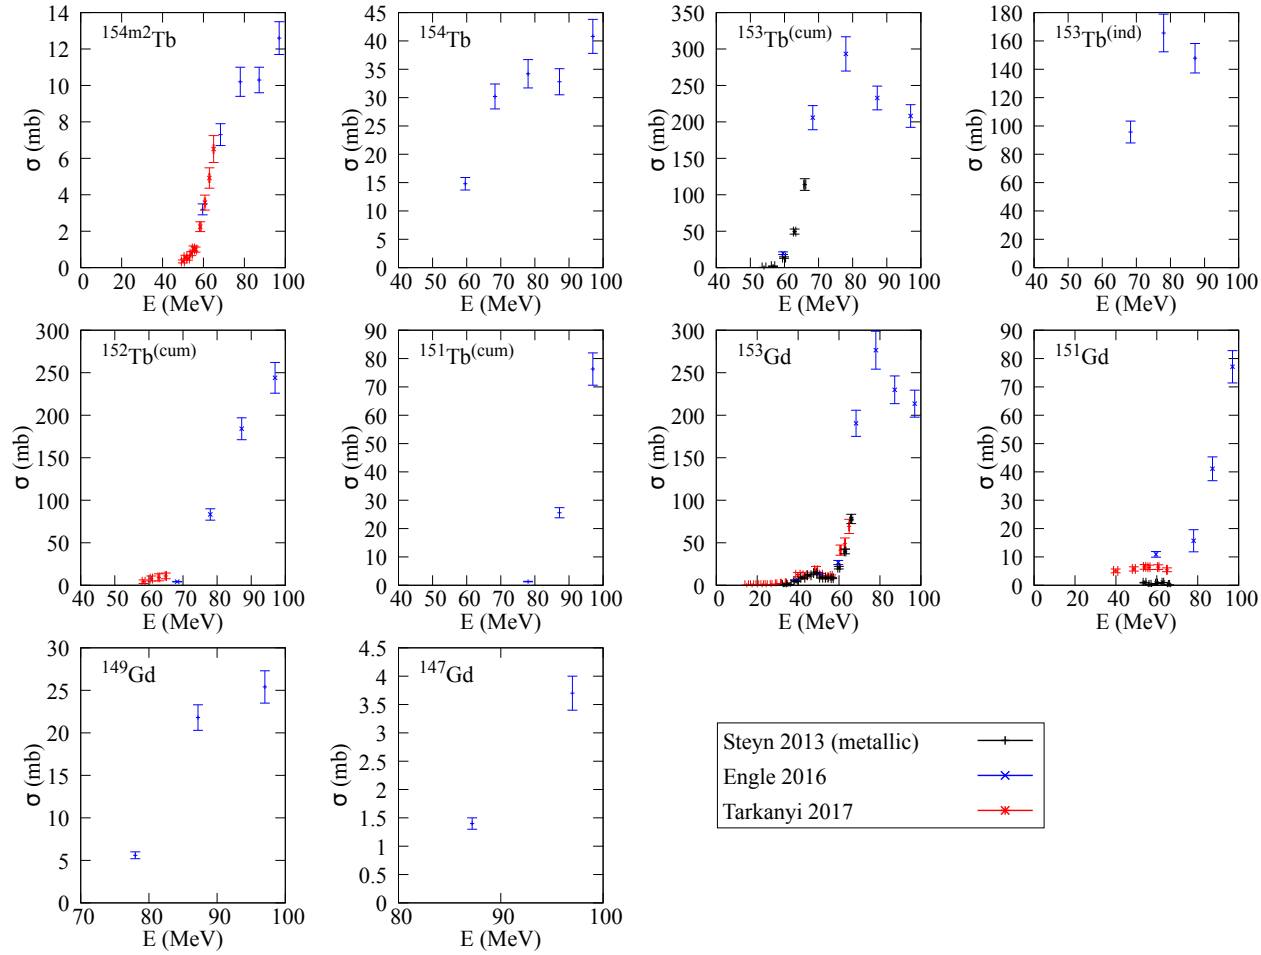 154m2Tb
14
12
10
8
6
4
2
0
σ (mb)
0 20 40 60 80 100
E (MeV)
154Tb
45
40
35
30
25
20
15
10
5
0
σ (mb)
40 50 60 70 80 90 100
E (MeV)
153Tb(cum)
350
300
250
200
150
100
50
0
σ (mb)
40 50 60 70 80 90 100
E (MeV)
153Tb(ind)
180
160
140
120
100
80
60
40
20
0
σ (mb)
40 50 60 70 80 90 100
E (MeV)
152Tb(cum)
300
250
200
150
100
50
0
σ (mb)
40 50 60 70 80 90 100
E (MeV)
151Tb(cum)
90
80
70
60
50
40
30
20
10
0
σ (mb)
40 50 60 70 80 90 100
E (MeV)
153Gd
300
250
200
150
100
50
0
σ (mb)
0 20 40 60 80 100
E (MeV)
151Gd
90
80
70
60
50
40
30
20
10
0
σ (mb)
0 20 40 60 80 100
E (MeV)
149Gd
30
25
20
15
10
5
0
σ (mb)
70 80 90 100
E (MeV)
147Gd
4.5
4
3.5
3
2.5
2
1.5
1
0.5
0
σ (mb)
80 90 100
E (MeV)
Steyn 2013 (metallic)
Engle 2016
Tarkanyi 2017